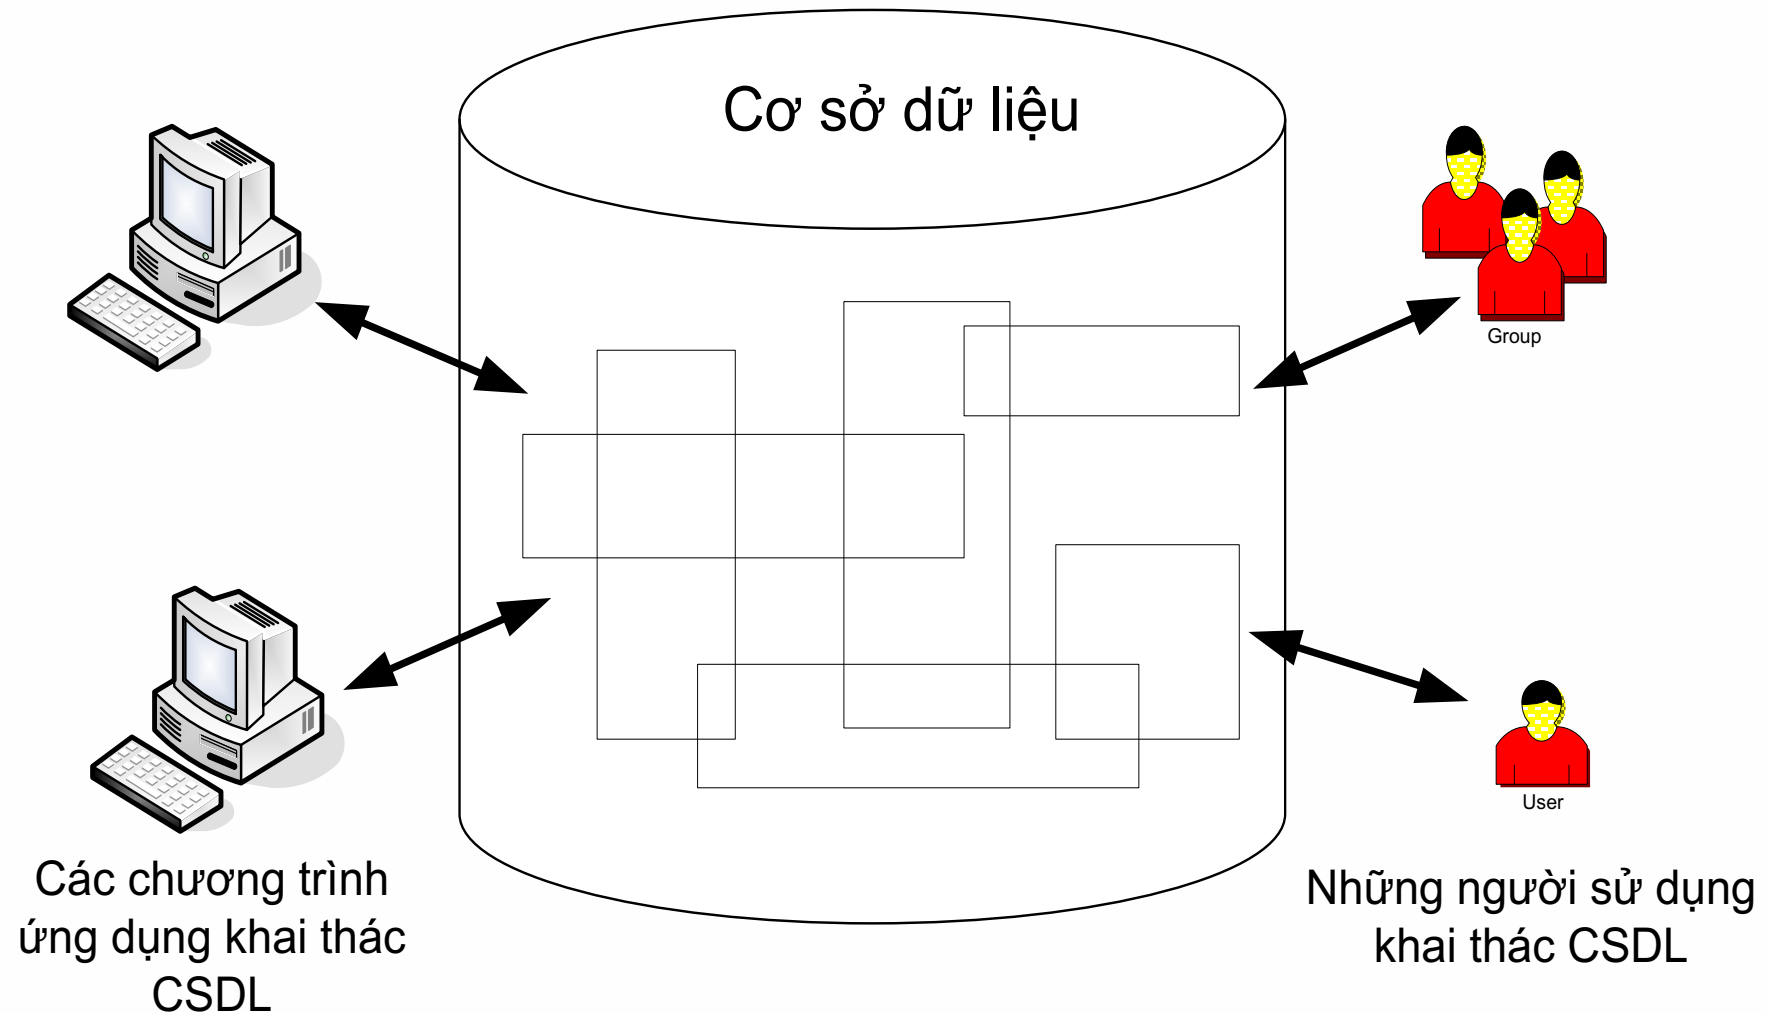 Cơ sở dữ liệu
Group
User
Các chương trình
ứng dụng khai thác
CSDL
Những người sử dụng
khai thác CSDL